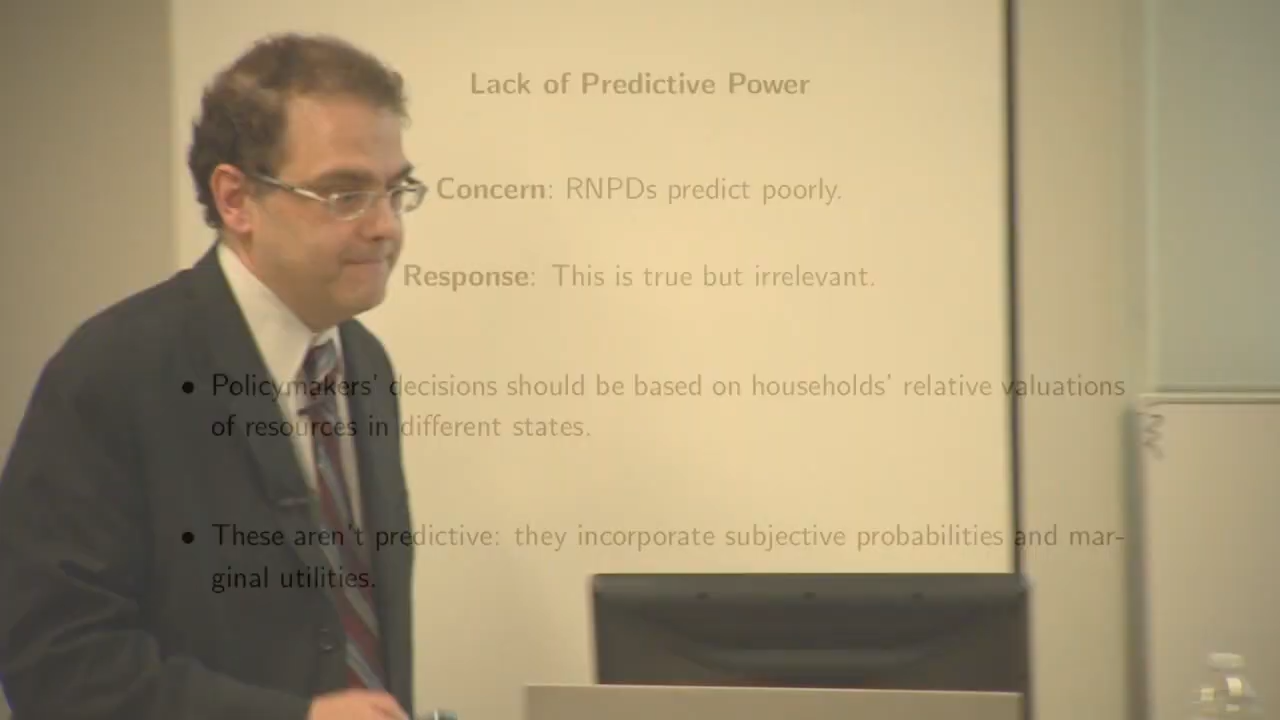 Lack of Predictive Power
Concern: RNPDs predict poorly.
Response: This is true but irrelevant.
• Policymakers' decisions should be based on households' relative valuations
of resources in different states.
• These aren't predictive: they incorporate subjective probabilities and mar-
ginal utilities.